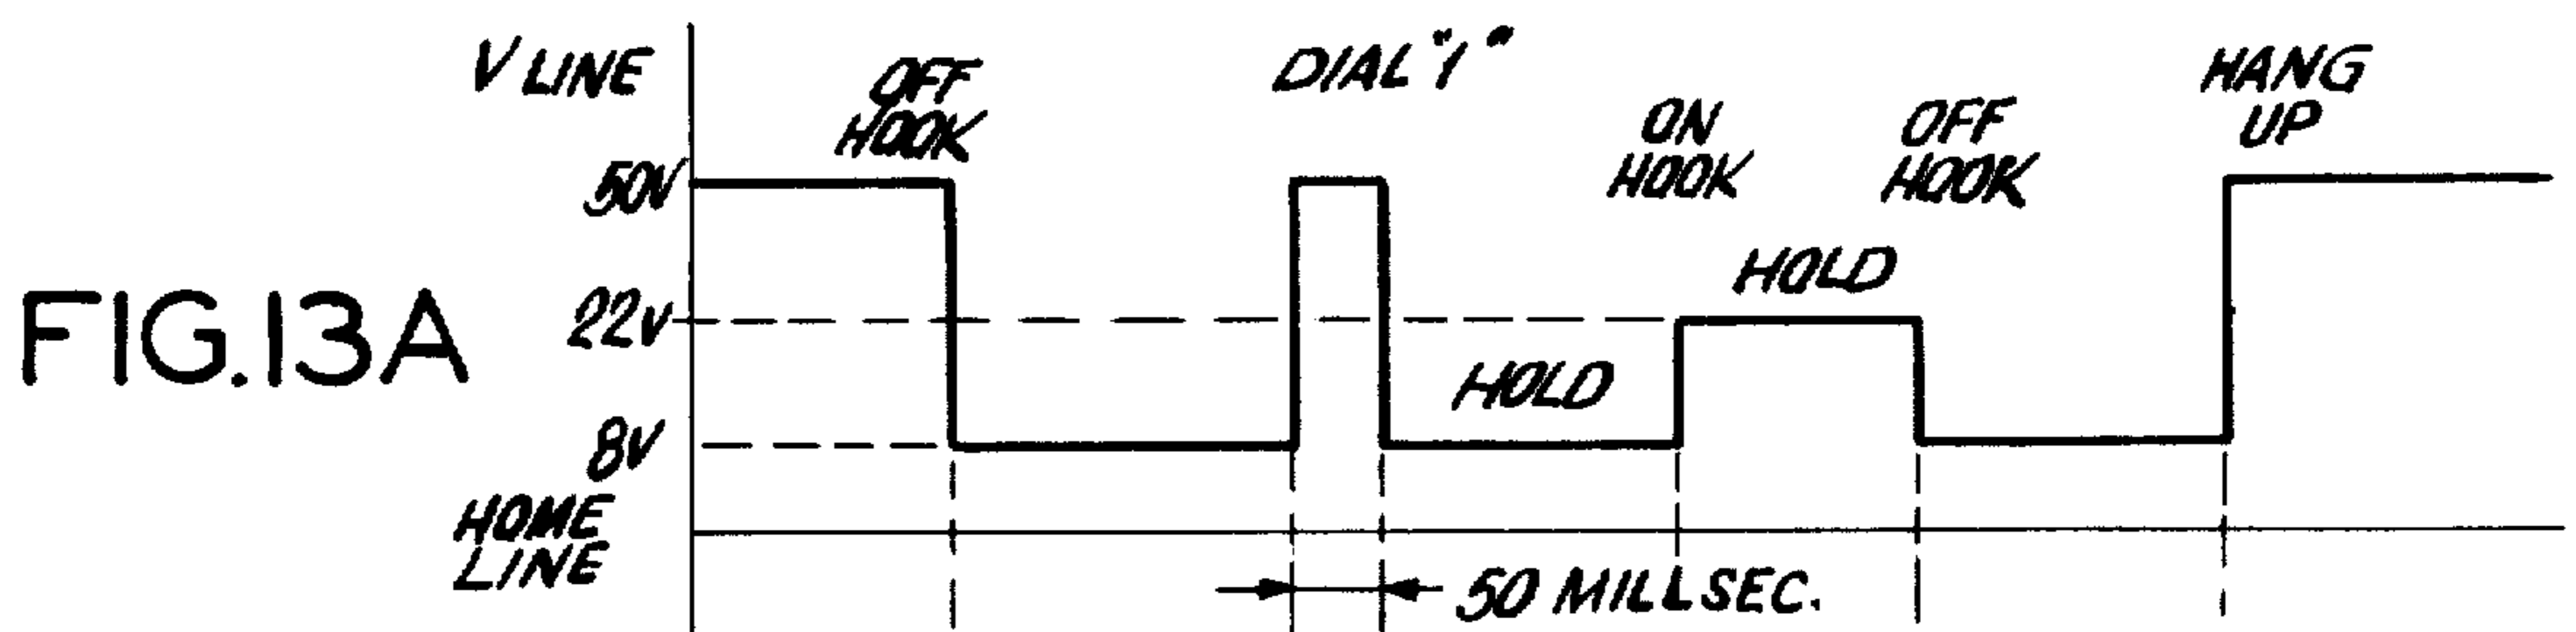 V LINE
OFF
HOOK
DIAL "1"
ON
HOOK
OFF
HOOK
HANG
UP
50V
22V
8V
HOLD
HOLD
FIG.13A
HOME
LINE
50 MILLSEC.